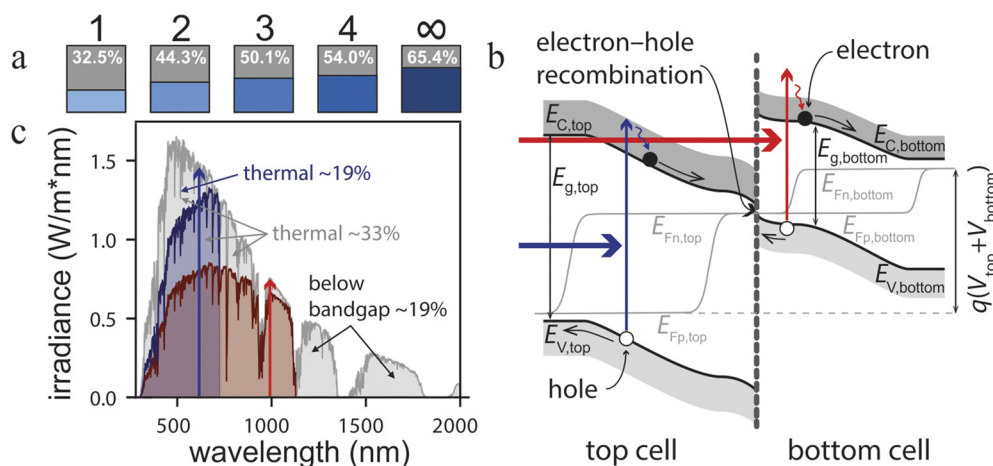 a
1 2 3 4 ∞
32.5% 44.3% 50.1% 54.0% 65.4%
c
irradiance (W/m*nm)
1.5
1.0
0.5
0.0
500 1000 1500 2000
wavelength (nm)
thermal ~19%
thermal ~33%
below
bandgap ~19%
b
electron–hole
recombination
electron
E_C,top
E_g,top
E_Fn,top
E_Fp,top
E_V,top
hole
E_C,bottom
E_g,bottom
E_Fn,bottom
E_Fp,bottom
E_V,bottom
q(V_top+V_bottom)
top cell
bottom cell